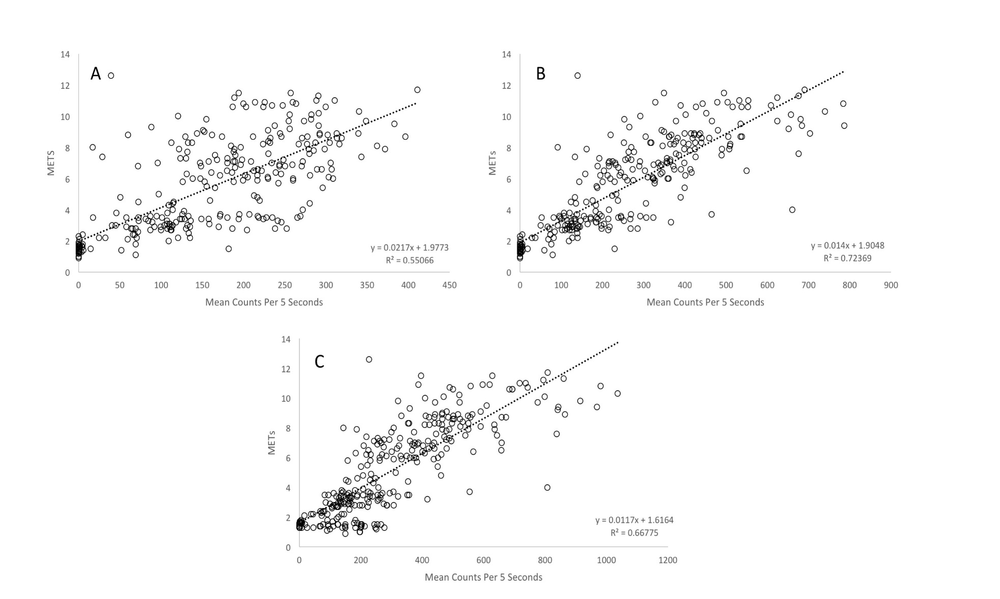 A
METS
14
12
10
8
6
4
2
0
y = 0.0217x + 1.9773
R² = 0.55066
0 50 100 150 200 250 300 350 400 450
Mean Counts Per 5 Seconds
B
METs
14
12
10
8
6
4
2
0
y = 0.014x + 1.9048
R² = 0.72369
0 100 200 300 400 500 600 700 800 900
Mean Counts Per 5 Seconds
C
METs
14
12
10
8
6
4
2
0
y = 0.0117x + 1.6164
R² = 0.66775
0 200 400 600 800 1000 1200
Mean Counts Per 5 Seconds